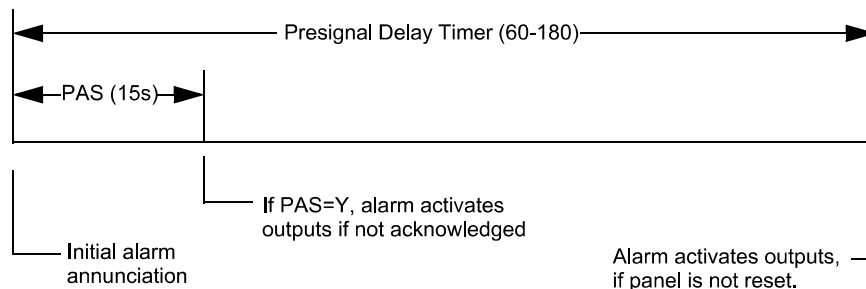 Presignal Delay Timer (60-180)
PAS (15s)
If PAS=Y, alarm activates
outputs if not acknowledged
Initial alarm
annunciation
Alarm activates outputs,
if panel is not reset.